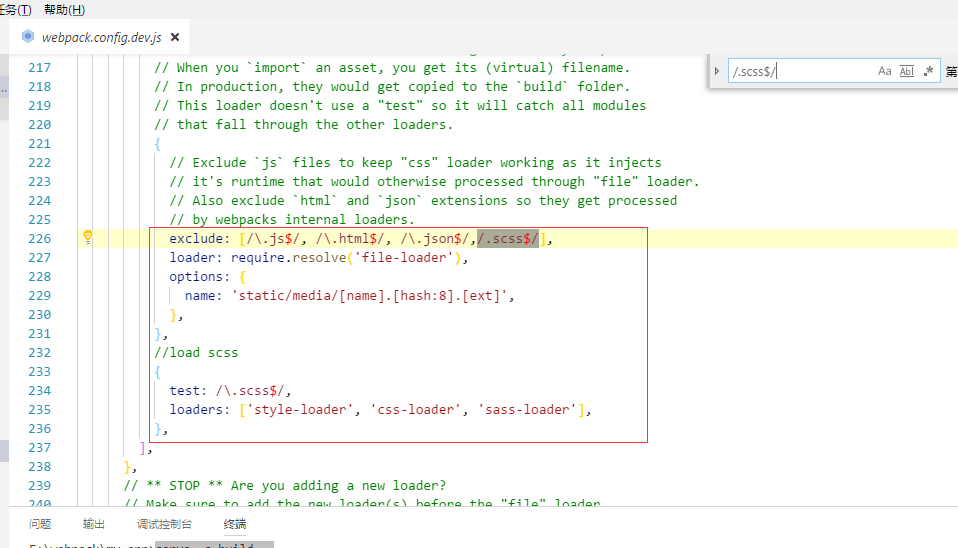 任务(T) 帮助(H)
webpack.config.dev.js ×
217 // When you `import` an asset, you get its (virtual) filename.
218 // In production, they would get copied to the `build` folder.
219 // This loader doesn't use a "test" so it will catch all modules
220 // that fall through the other loaders.
221 {
222 // Exclude `js` files to keep "css" loader working as it injects
223 // it's runtime that would otherwise processed through "file" loader.
224 // Also exclude `html` and `json` extensions so they get processed
225 // by webpacks internal loaders.
226 exclude: [/\.js$/, /\.html$/, /\.json$/,/.scss$/],
227 loader: require.resolve('file-loader'),
228 options: {
229 name: 'static/media/[name].[hash:8].[ext]',
230 },
231 },
232 //load scss
233 {
234 test: /\.scss$/,
235 loaders: ['style-loader', 'css-loader', 'sass-loader'],
236 },
237 ],
238 },
239 // ** STOP ** Are you adding a new loader?
240 // Make sure to add the new loader(s) before the "file" loader
/.scss$/ Aa Abl .* 第
问题 输出 调试控制台 终端